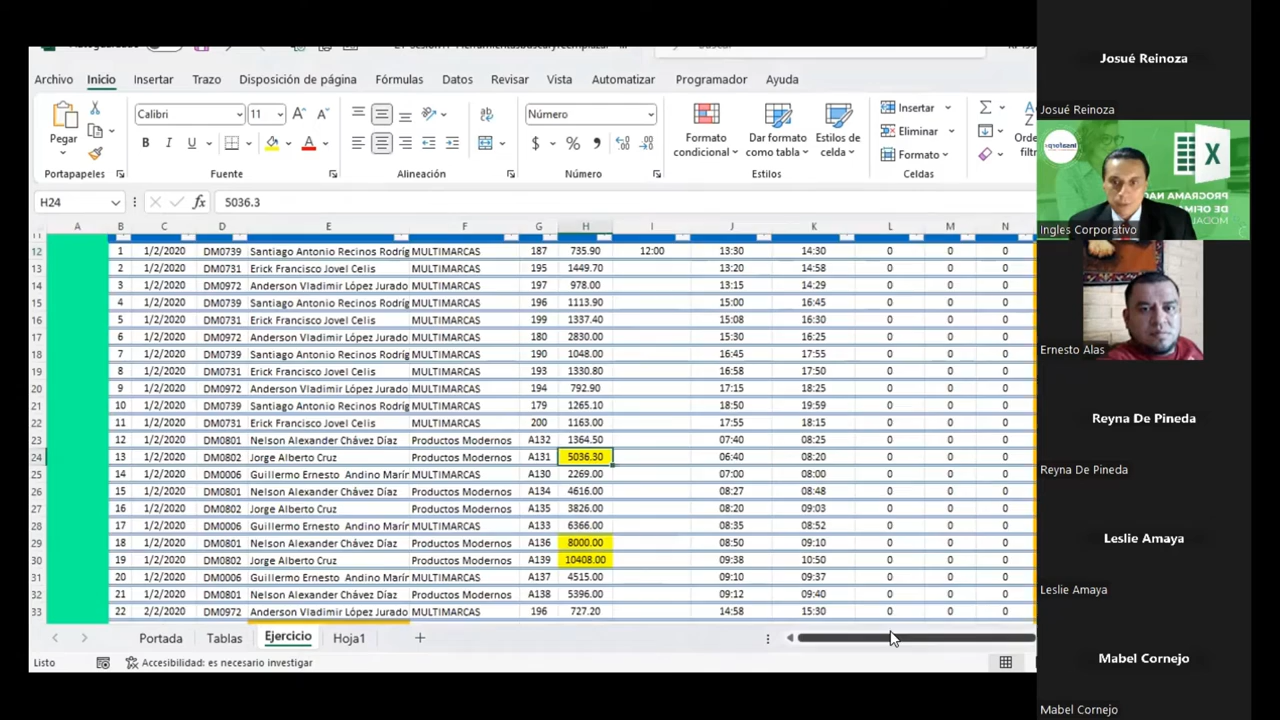 Archivo Inicio Insertar Trazo Disposición de página Fórmulas Datos Revisar Vista Automatizar Programador Ayuda
Pegar Calibri 11 Número Formato condicional Dar formato como tabla Estilos de celda Insertar Eliminar Formato
Portapapeles Fuente Alineación Número Estilos Celdas
H24 5036.3
A B C D E F G H I J K L M N
12 1 1/2/2020 DM0739 Santiago Antonio Recinos Rodríg MULTIMARCAS 187 735.90 12:00 13:30 14:30 0 0 0
13 2 1/2/2020 DM0731 Erick Francisco Jovel Celis MULTIMARCAS 195 1449.70 13:20 14:58 0 0 0
14 3 1/2/2020 DM0972 Anderson Vladimir López Jurado MULTIMARCAS 197 978.00 13:15 14:29 0 0 0
15 4 1/2/2020 DM0739 Santiago Antonio Recinos Rodríg MULTIMARCAS 196 1113.90 15:00 16:45 0 0 0
16 5 1/2/2020 DM0731 Erick Francisco Jovel Celis MULTIMARCAS 199 1337.40 15:08 16:30 0 0 0
17 6 1/2/2020 DM0972 Anderson Vladimir López Jurado MULTIMARCAS 180 2830.00 15:30 16:25 0 0 0
18 7 1/2/2020 DM0739 Santiago Antonio Recinos Rodríg MULTIMARCAS 190 1048.00 16:45 17:55 0 0 0
19 8 1/2/2020 DM0731 Erick Francisco Jovel Celis MULTIMARCAS 193 1330.80 16:58 17:50 0 0 0
20 9 1/2/2020 DM0972 Anderson Vladimir López Jurado MULTIMARCAS 194 792.90 17:15 18:25 0 0 0
21 10 1/2/2020 DM0739 Santiago Antonio Recinos Rodríg MULTIMARCAS 179 1265.10 18:50 19:59 0 0 0
22 11 1/2/2020 DM0731 Erick Francisco Jovel Celis MULTIMARCAS 200 1163.00 17:55 18:15 0 0 0
23 12 1/2/2020 DM0801 Nelson Alexander Chávez Díaz Productos Modernos A132 1364.50 07:40 08:25 0 0 0
24 13 1/2/2020 DM0802 Jorge Alberto Cruz Productos Modernos A131 5036.30 06:40 08:20 0 0 0
25 14 1/2/2020 DM0006 Guillermo Ernesto Andino Marír MULTIMARCAS A130 2269.00 07:00 08:00 0 0 0
26 15 1/2/2020 DM0801 Nelson Alexander Chávez Díaz Productos Modernos A134 4616.00 08:27 08:48 0 0 0
27 16 1/2/2020 DM0802 Jorge Alberto Cruz Productos Modernos A135 3826.00 08:20 09:03 0 0 0
28 17 1/2/2020 DM0006 Guillermo Ernesto Andino Marír MULTIMARCAS A133 6366.00 08:35 08:52 0 0 0
29 18 1/2/2020 DM0801 Nelson Alexander Chávez Díaz Productos Modernos A136 8000.00 08:50 09:10 0 0 0
30 19 1/2/2020 DM0802 Jorge Alberto Cruz Productos Modernos A139 10408.00 09:38 10:50 0 0 0
31 20 1/2/2020 DM0006 Guillermo Ernesto Andino Marír MULTIMARCAS A137 4515.00 09:10 09:37 0 0 0
32 21 1/2/2020 DM0801 Nelson Alexander Chávez Díaz Productos Modernos A138 5396.00 09:12 09:40 0 0 0
33 22 2/2/2020 DM0972 Anderson Vladimir López Jurado MULTIMARCAS 196 727.20 14:58 15:30 0 0 0
Portada Tablas Ejercicio Hoja1
Listo Accesibilidad: es necesario investigar
Josué Reinoza
Josué Reinoza
Ingles Corporativo
Ernesto Alas
Reyna De Pineda
Reyna De Pineda
Leslie Amaya
Leslie Amaya
Mabel Cornejo
Mabel Cornejo